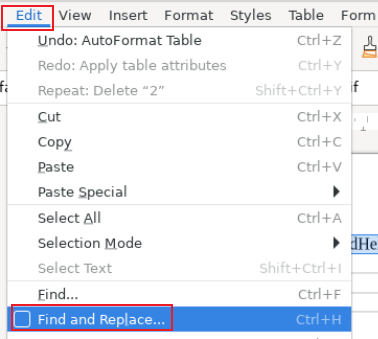 Edit View Insert Format Styles Table Form
Undo: AutoFormat Table Ctrl+Z
Redo: Apply table attributes Ctrl+Y
Repeat: Delete “2” Shift+Ctrl+Y
Cut Ctrl+X
Copy Ctrl+C
Paste Ctrl+V
Paste Special
Select All Ctrl+A
Selection Mode
Select Text Shift+Ctrl+I
Find... Ctrl+F
Find and Replace... Ctrl+H